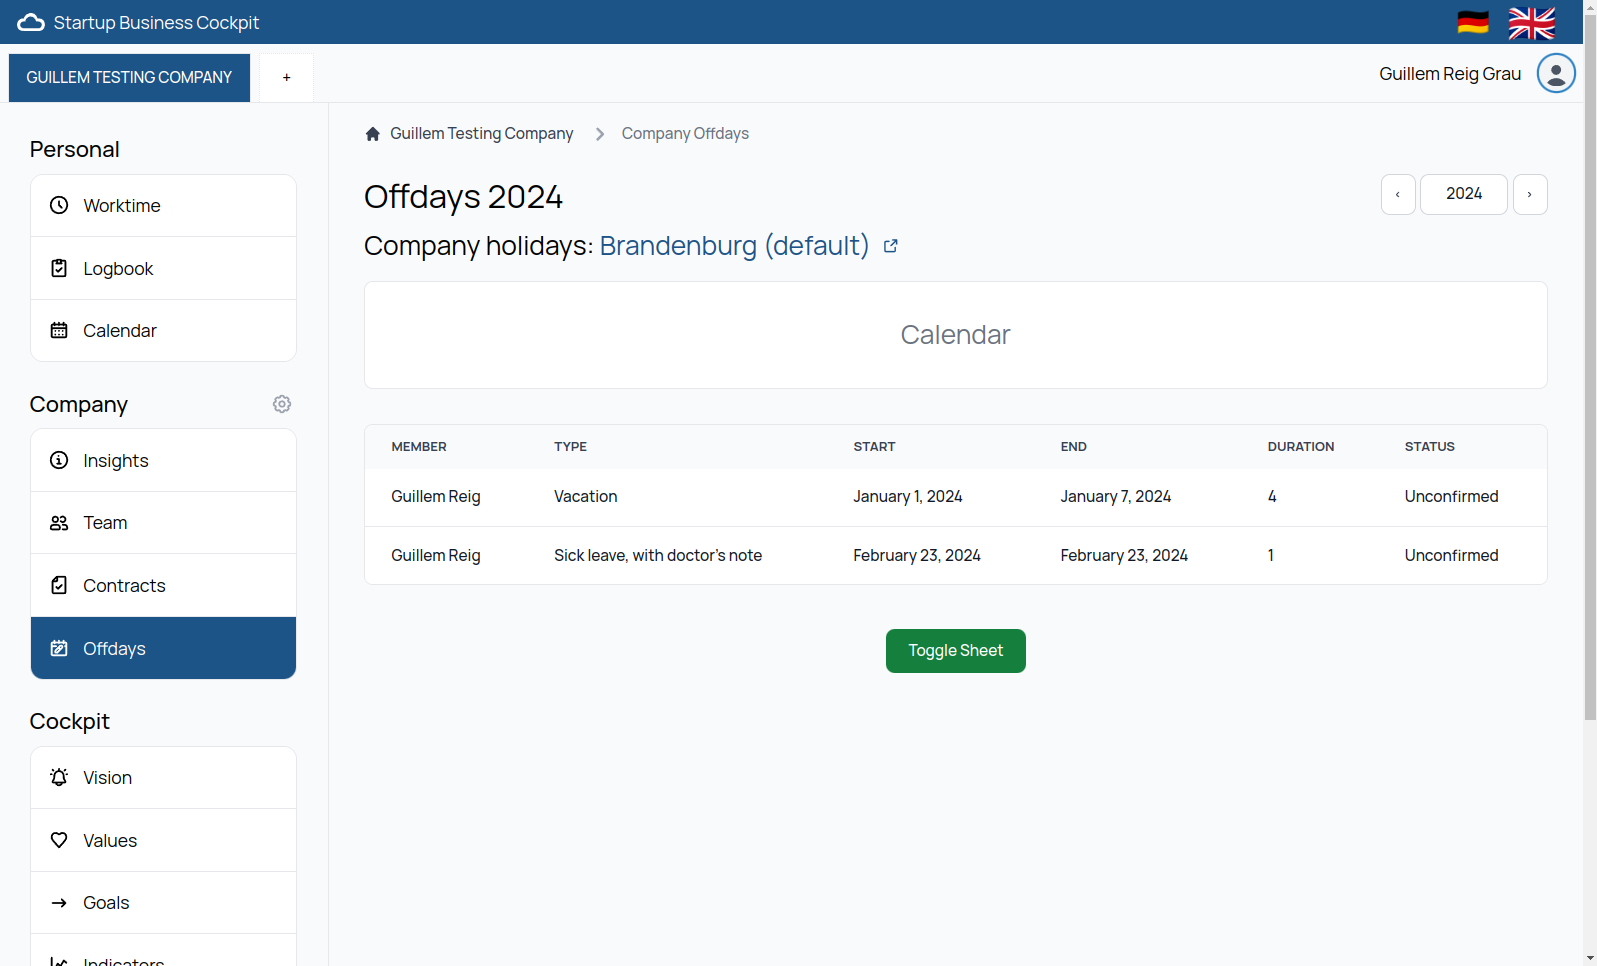 Startup Business Cockpit
GUILLEM TESTING COMPANY
+
Guillem Reig Grau
Personal
Worktime
Logbook
Calendar
Company
Insights
Team
Contracts
Offdays
Cockpit
Vision
Values
Goals
Indicators
Guillem Testing Company > Company Offdays
Offdays 2024
‹ 2024 ›
Company holidays: Brandenburg (default)
Calendar
MEMBER TYPE START END DURATION STATUS
Guillem Reig Vacation January 1, 2024 January 7, 2024 4 Unconfirmed
Guillem Reig Sick leave, with doctor's note February 23, 2024 February 23, 2024 1 Unconfirmed
Toggle Sheet